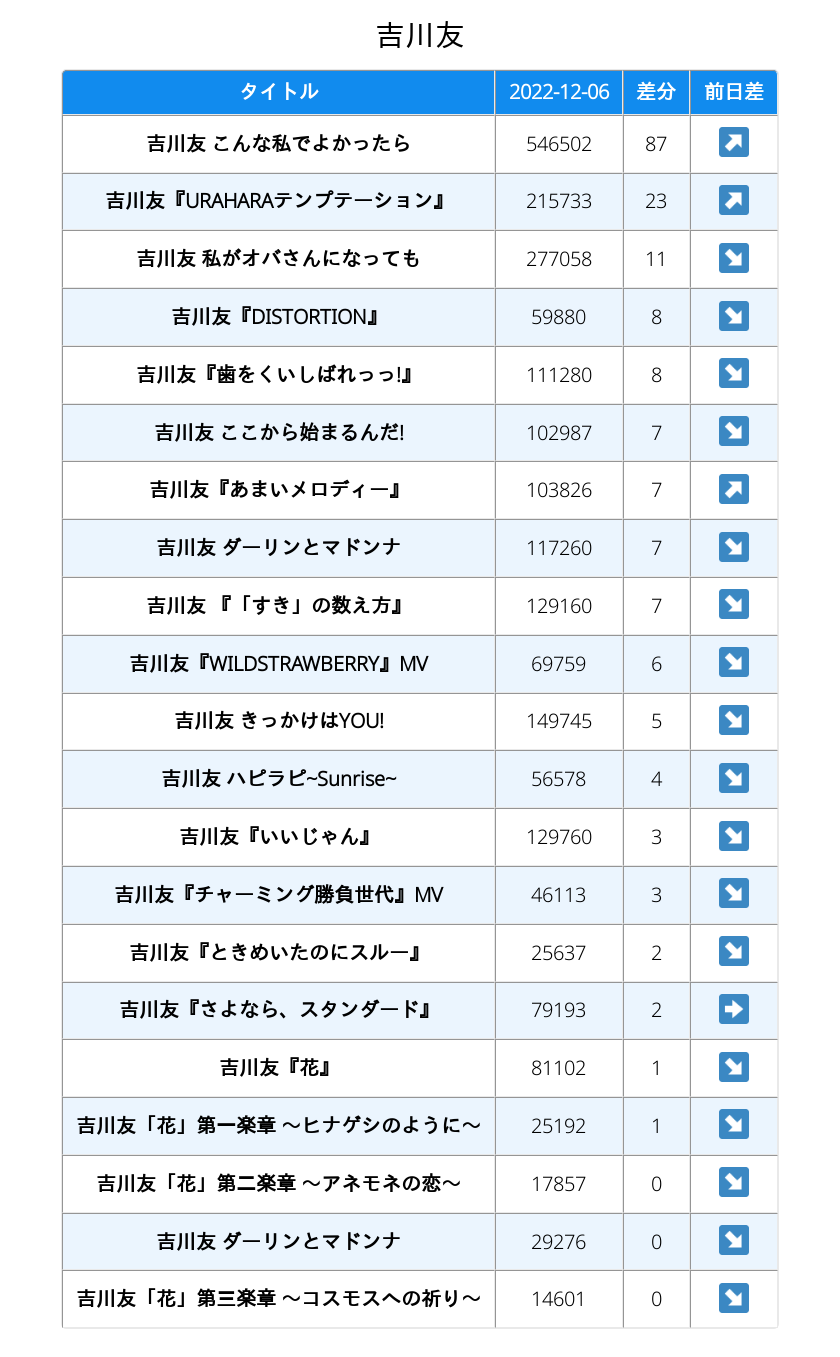 吉川友
タイトル 2022-12-06 差分 前日差
吉川友 こんな私でよかったら 546502 87 ↗
吉川友『URAHARAテンプテーション』 215733 23 ↗
吉川友 私がオバさんになっても 277058 11 ↘
吉川友『DISTORTION』 59880 8 ↘
吉川友『歯をくいしばれっっ!』 111280 8 ↘
吉川友 ここから始まるんだ! 102987 7 ↘
吉川友『あまいメロディー』 103826 7 ↗
吉川友 ダーリンとマドンナ 117260 7 ↘
吉川友 『「すき」の数え方』 129160 7 ↘
吉川友『WILDSTRAWBERRY』MV 69759 6 ↘
吉川友 きっかけはYOU! 149745 5 ↘
吉川友 ハピラピ~Sunrise~ 56578 4 ↘
吉川友『いいじゃん』 129760 3 ↘
吉川友『チャーミング勝負世代』MV 46113 3 ↘
吉川友『ときめいたのにスルー』 25637 2 ↘
吉川友『さよなら、スタンダード』 79193 2 ➡
吉川友『花』 81102 1 ↘
吉川友「花」第一楽章 〜ヒナゲシのように〜 25192 1 ↘
吉川友「花」第二楽章 〜アネモネの恋〜 17857 0 ↘
吉川友 ダーリンとマドンナ 29276 0 ↘
吉川友「花」第三楽章 〜コスモスへの祈り〜 14601 0 ↘